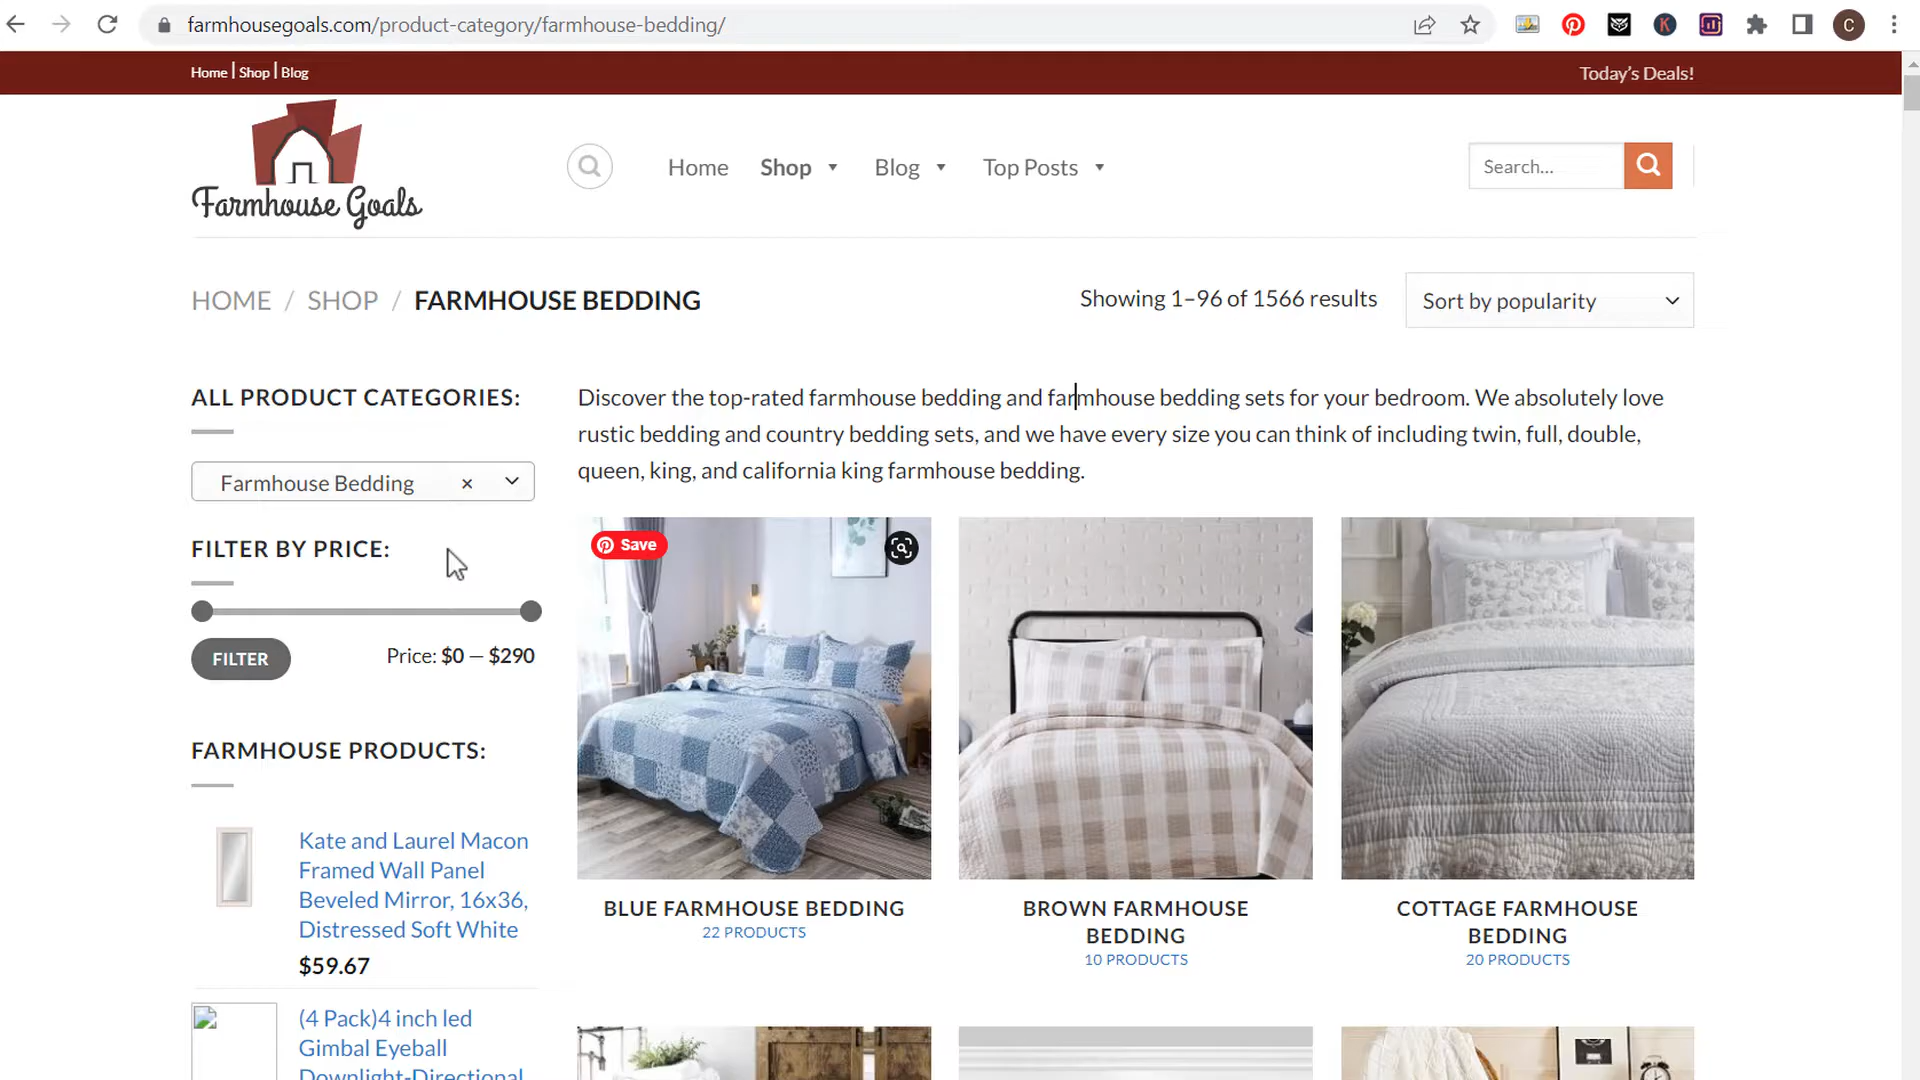 farmhousegoals.com/product-category/farmhouse-bedding/
C
Home | Shop | Blog
Today's Deals!
Farmhouse Goals
Home
Shop
Blog
Top Posts
Search...
HOME / SHOP / FARMHOUSE BEDDING
Showing 1–96 of 1566 results
Sort by popularity
ALL PRODUCT CATEGORIES:
Farmhouse Bedding ×
FILTER BY PRICE:
FILTER
Price: $0 — $290
FARMHOUSE PRODUCTS:
Kate and Laurel Macon
Framed Wall Panel
Beveled Mirror, 16x36,
Distressed Soft White
$59.67
(4 Pack)4 inch led
Gimbal Eyeball
Downlight-Directional
Discover the top-rated farmhouse bedding and farmhouse bedding sets for your bedroom. We absolutely love
rustic bedding and country bedding sets, and we have every size you can think of including twin, full, double,
queen, king, and california king farmhouse bedding.
Save
BLUE FARMHOUSE BEDDING
22 PRODUCTS
BROWN FARMHOUSE
BEDDING
10 PRODUCTS
COTTAGE FARMHOUSE
BEDDING
20 PRODUCTS